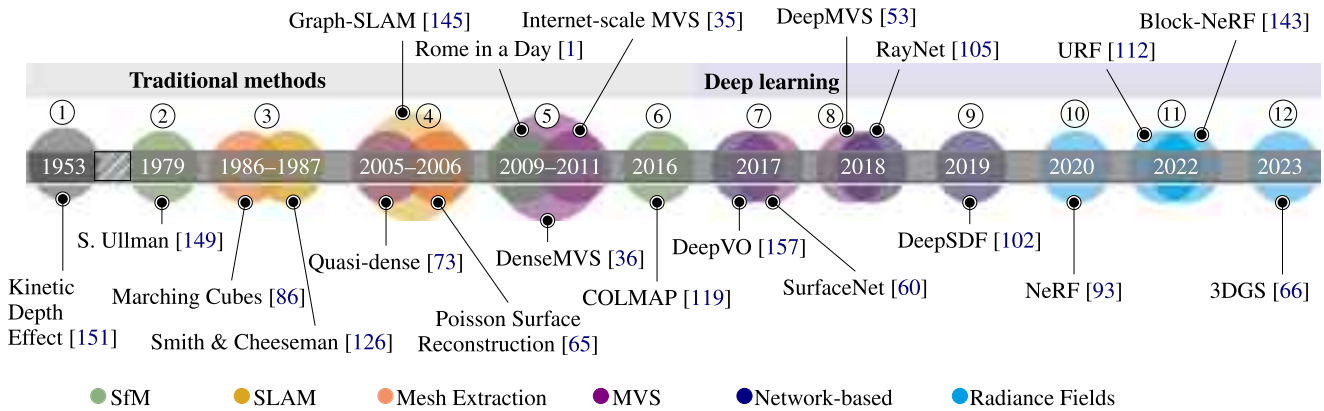 Graph-SLAM [145]
Internet-scale MVS [35]
DeepMVS [53]
Block-NeRF [143]
Rome in a Day [1]
RayNet [105]
URF [112]
Traditional methods
Deep learning
① ② ③ ④ ⑤ ⑥ ⑦ ⑧ ⑨ ⑩ ⑪ ⑫
1953 1979 1986–1987 2005–2006 2009–2011 2016 2017 2018 2019 2020 2022 2023
S. Ullman [149]
Quasi-dense [73]
DenseMVS [36]
DeepVO [157]
DeepSDF [102]
Kinetic
Depth
Effect [151]
Marching Cubes [86]
COLMAP [119]
SurfaceNet [60]
NeRF [93]
3DGS [66]
Smith & Cheeseman [126]
Poisson Surface
Reconstruction [65]
SfM SLAM Mesh Extraction MVS Network-based Radiance Fields